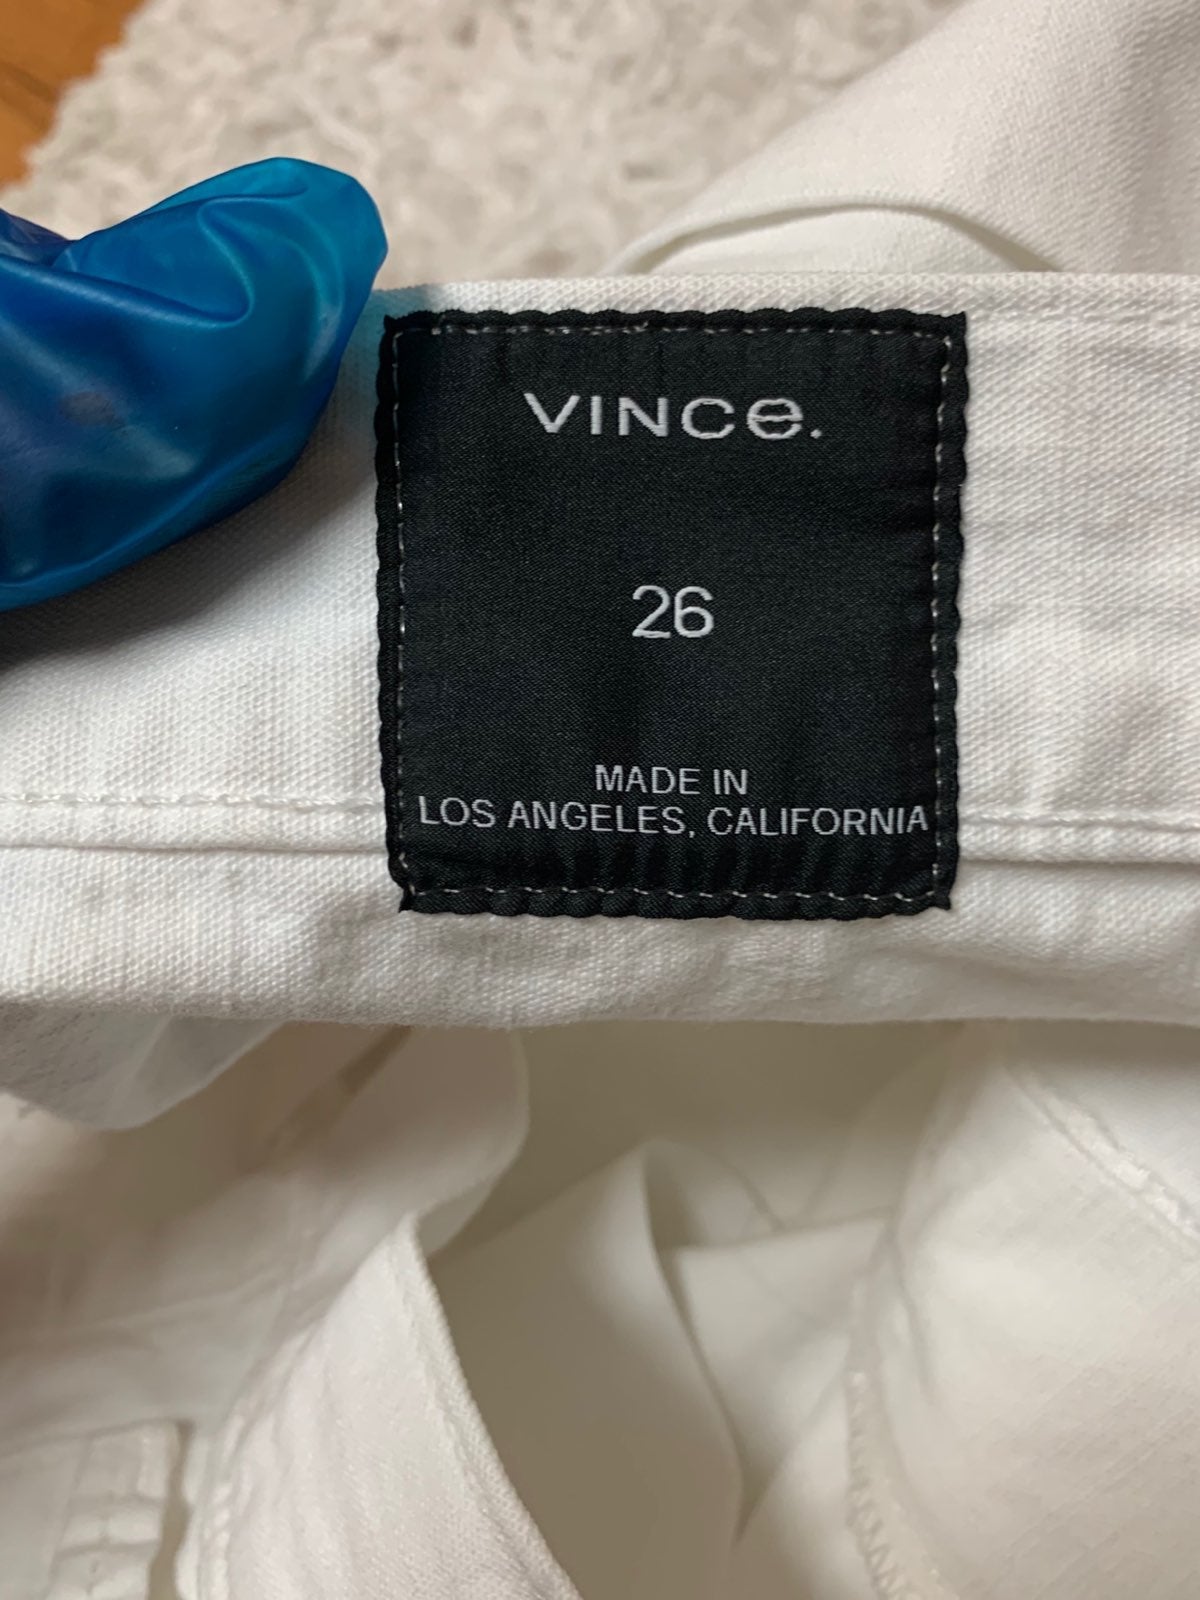 VINCe.
26
MADE IN
LOS ANGELES, CALIFORNIA